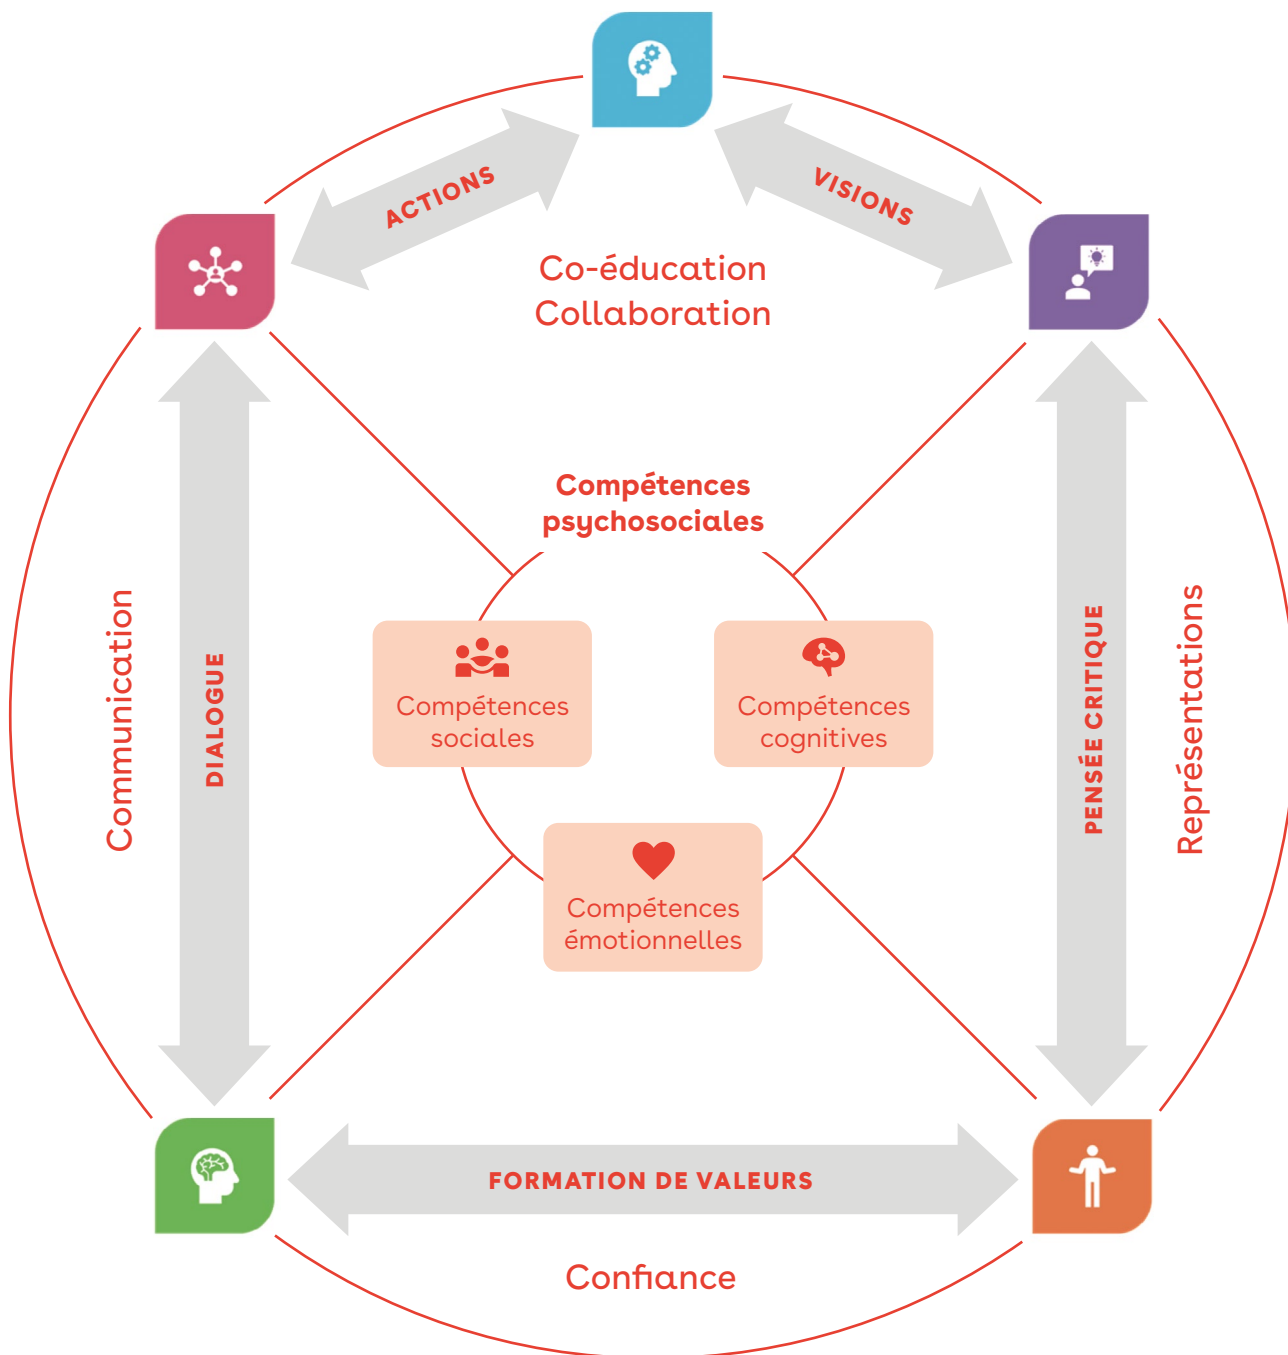 ACTIONS
VISIONS
Co-éducation
Collaboration
Compétences
psychosociales
Communication
DIALOGUE
Compétences
sociales
Compétences
cognitives
PENSÉE CRITIQUE
Représentations
Compétences
émotionnelles
FORMATION DE VALEURS
Confiance